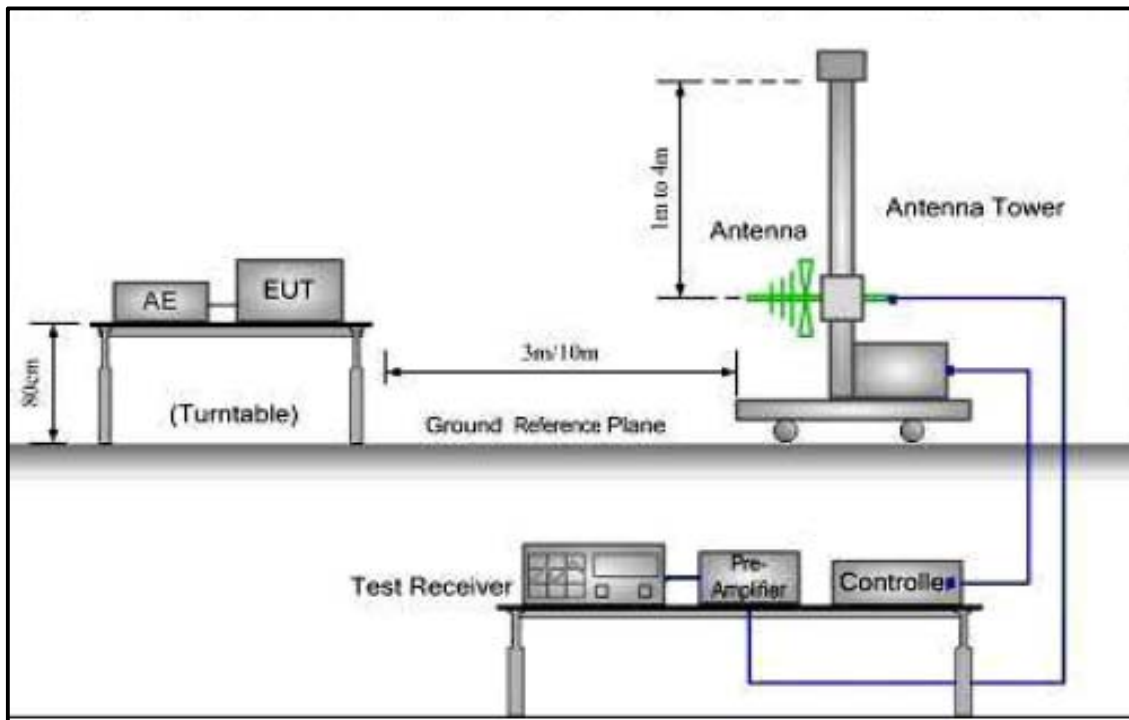 1m to 4m
Antenna Tower
Antenna
AE
EUT
3m/10m
80cm
(Turntable)
Ground Reference Plane
Test Receiver
Pre-
Amplifier
Controlle